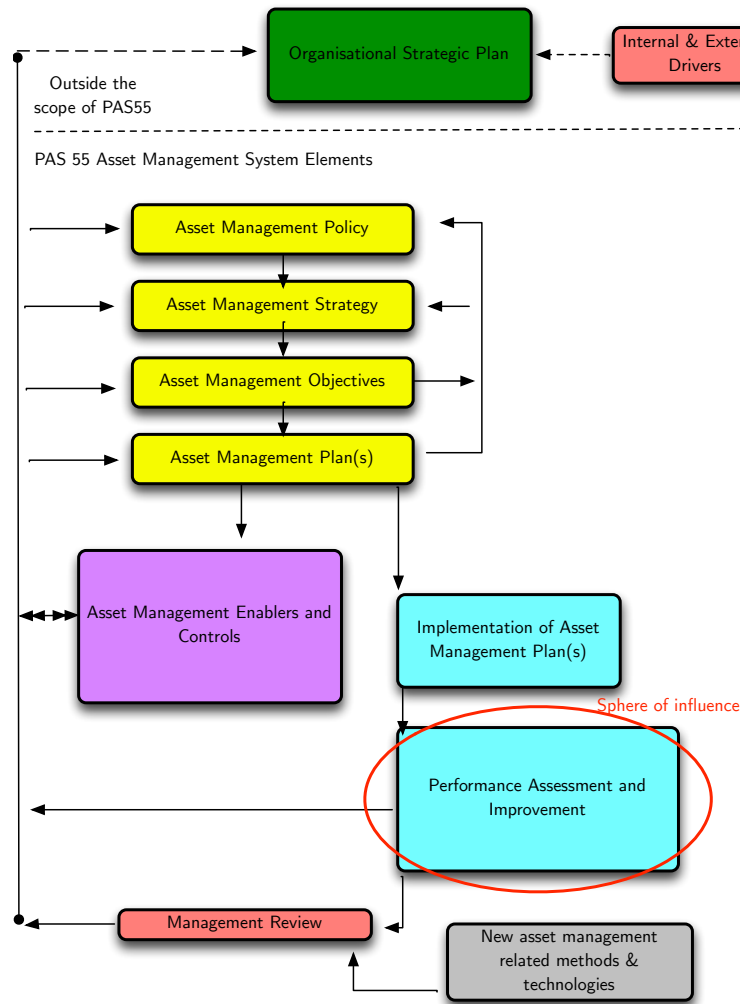 Organisational Strategic Plan
Internal & Exter
Drivers
Outside the
scope of PAS55
PAS 55 Asset Management System Elements
Asset Management Policy
Asset Management Strategy
Asset Management Objectives
Asset Management Plan(s)
Asset Management Enablers and
Controls
Implementation of Asset
Management Plan(s)
Sphere of influence
Performance Assessment and
Improvement
Management Review
New asset management
related methods &
technologies